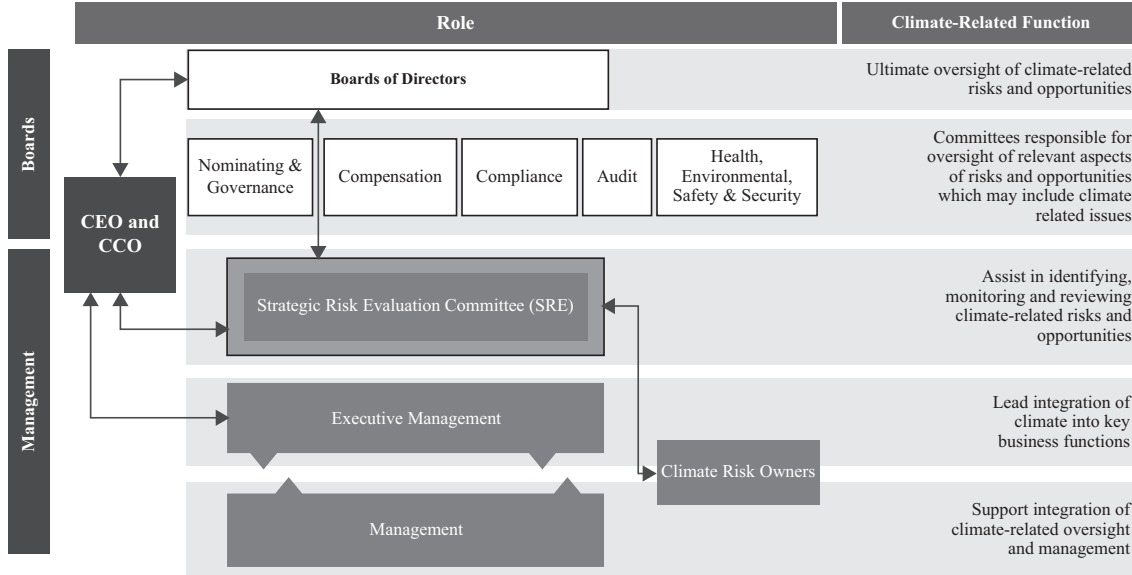 Role
Climate-Related Function
Boards
Boards of Directors
Ultimate oversight of climate-related
risks and opportunities
Nominating &
Governance
Compensation
Compliance
Audit
Health,
Environmental,
Safety & Security
Committees responsible for
oversight of relevant aspects
of risks and opportunities
which may include climate
related issues
CEO and
CCO
Management
Strategic Risk Evaluation Committee (SRE)
Assist in identifying,
monitoring and reviewing
climate-related risks and
opportunities
Executive Management
Lead integration of
climate into key
business functions
Climate Risk Owners
Management
Support integration of
climate-related oversight
and management